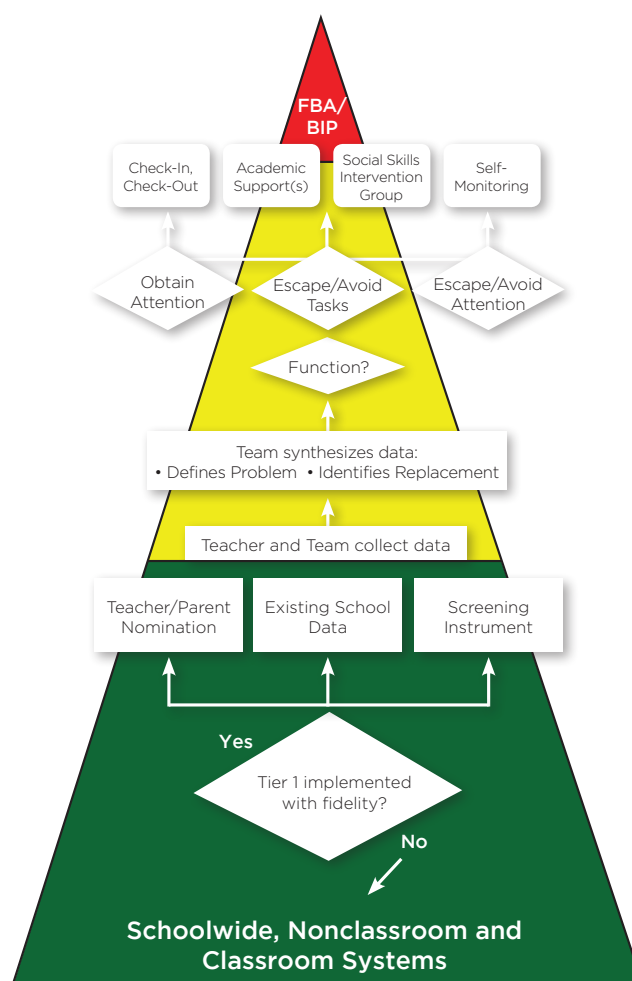 FBA/
BIP
Check-In,
Check-Out
Academic
Support(s)
Social Skills
Intervention
Group
Self-
Monitoring
Obtain
Attention
Escape/Avoid
Tasks
Escape/Avoid
Attention
Function?
Team synthesizes data:
• Defines Problem • Identifies Replacement
Teacher and Team collect data
Teacher/Parent
Nomination
Existing School
Data
Screening
Instrument
Yes
Tier 1 implemented
with fidelity?
No
Schoolwide, Nonclassroom and
Classroom Systems